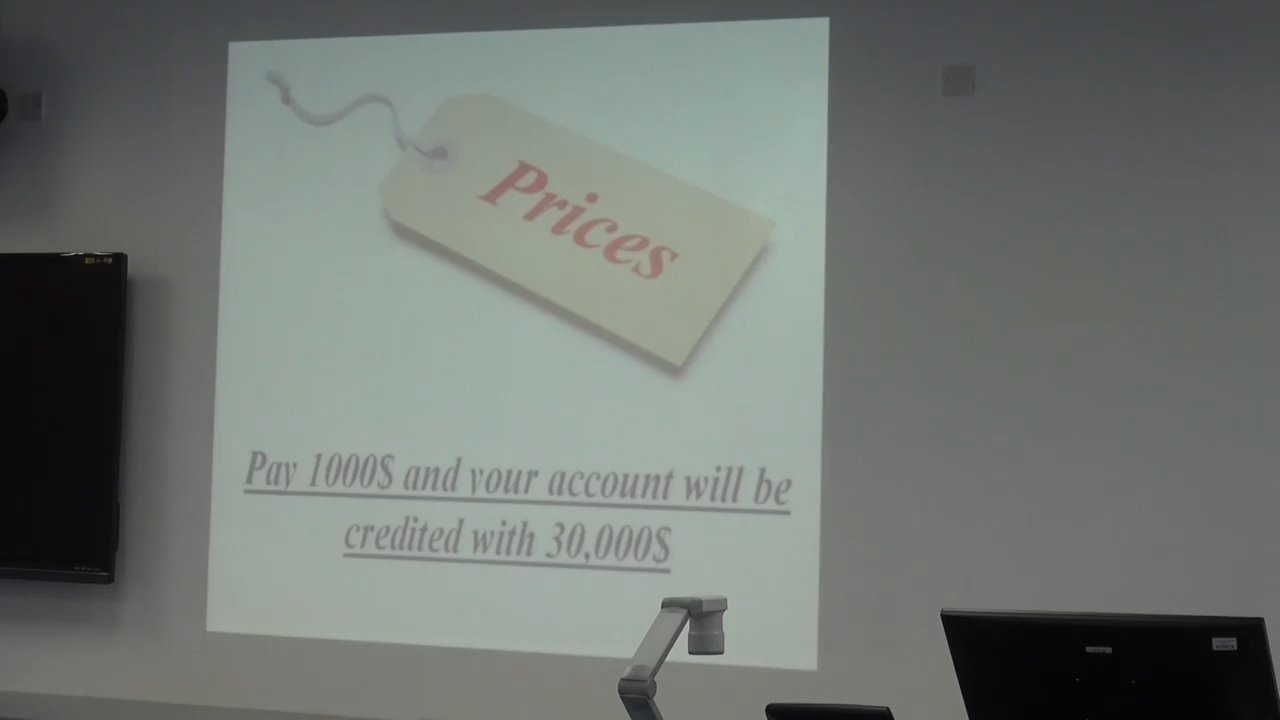 Prices
Pay 1000$ and your account will be
credited with 30,000$